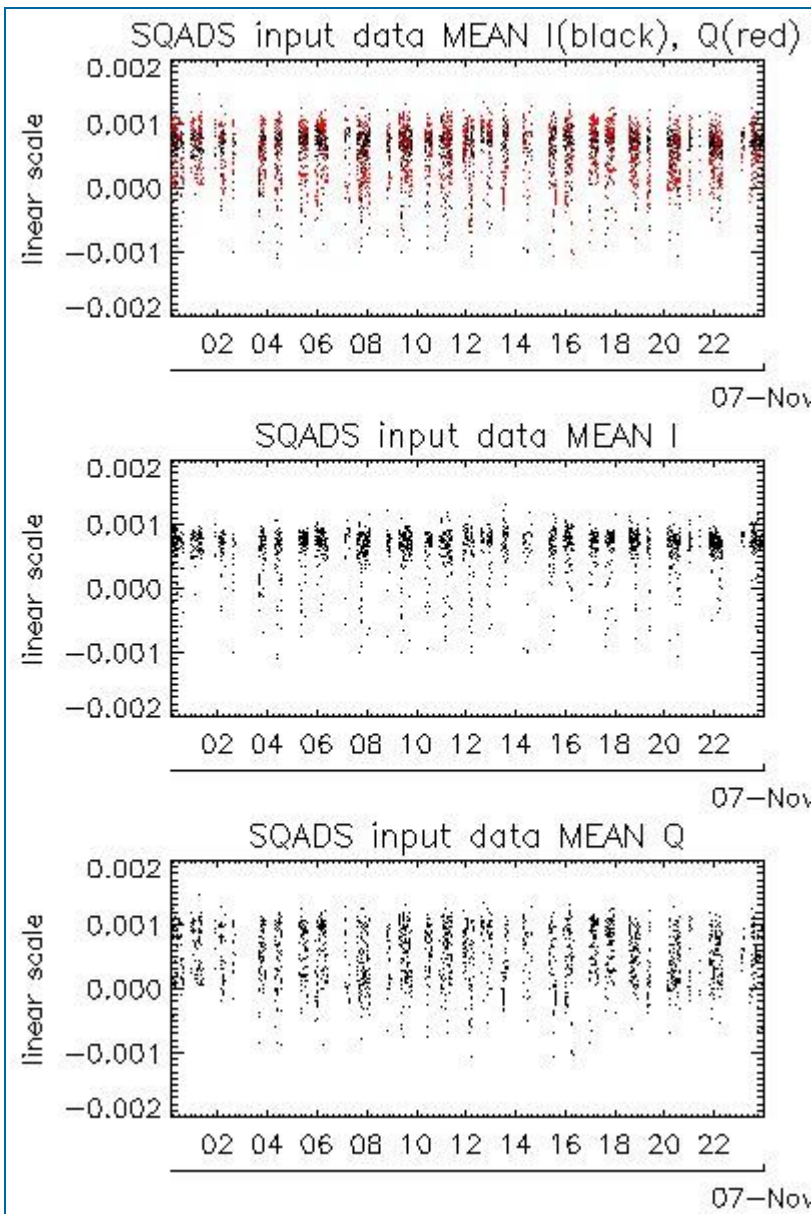 SQADS input data MEAN I(black), Q(red)
linear scale
0.002
0.001
0.000
-0.001
-0.002
02 04 06 08 10 12 14 16 18 20 22
07-Nov
SQADS input data MEAN I
linear scale
0.002
0.001
0.000
-0.001
-0.002
02 04 06 08 10 12 14 16 18 20 22
07-Nov
SQADS input data MEAN Q
linear scale
0.002
0.001
0.000
-0.001
-0.002
02 04 06 08 10 12 14 16 18 20 22
07-Nov